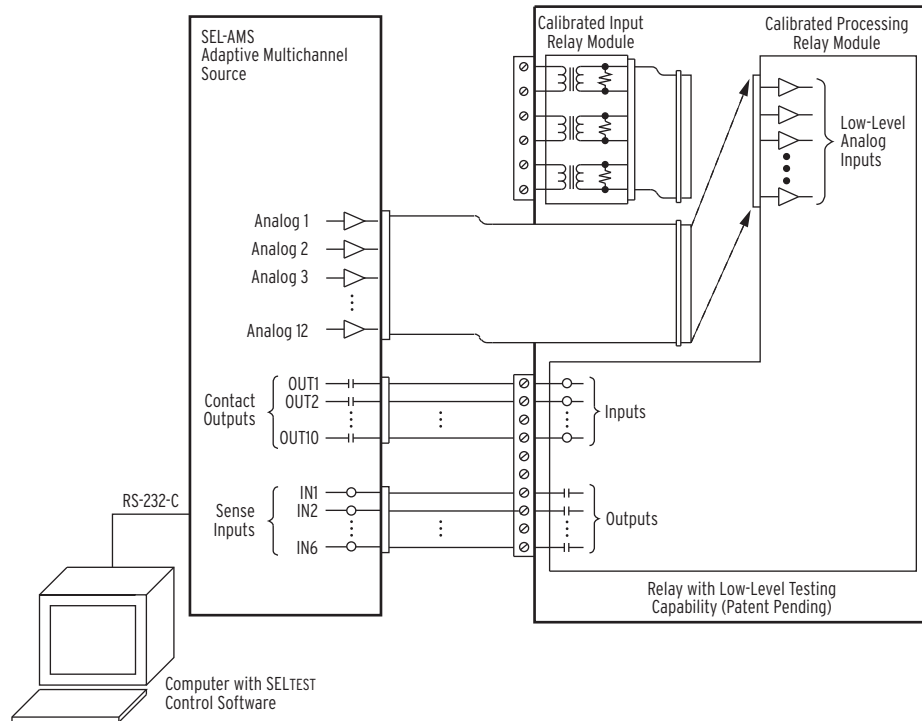 SEL-AMS
Adaptive Multichannel
Source
Calibrated Input
Relay Module
Calibrated Processing
Relay Module
Low-Level
Analog
Inputs
Analog 1
Analog 2
Analog 3
Analog 12
Contact
Outputs
OUT1
OUT2
OUT10
Inputs
RS-232-C
Sense
Inputs
IN1
IN2
IN6
Outputs
Relay with Low-Level Testing
Capability (Patent Pending)
Computer with SELTEST
Control Software